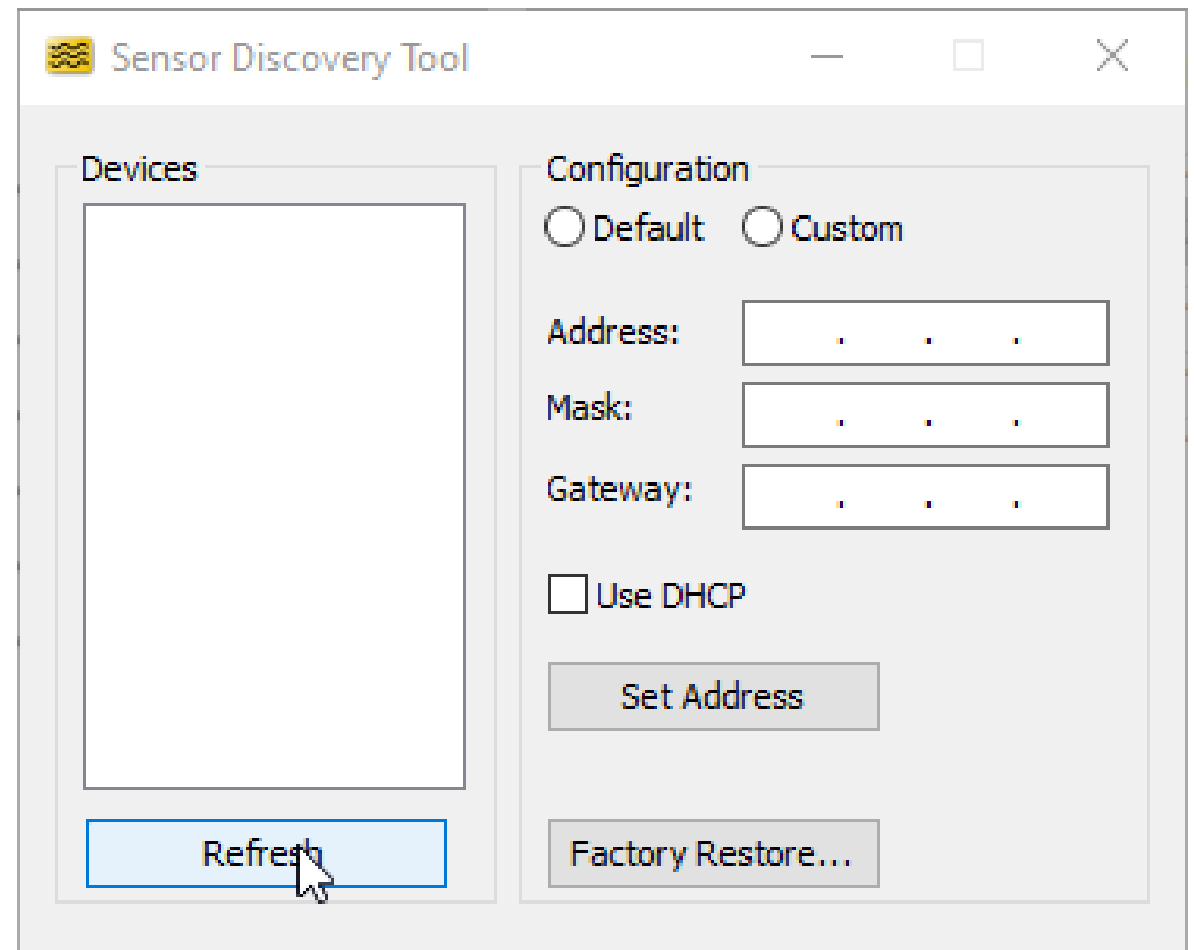 Sensor Discovery Tool
Devices
Refresh
Configuration
Default Custom
Address: . . .
Mask: . . .
Gateway: . . .
Use DHCP
Set Address
Factory Restore...